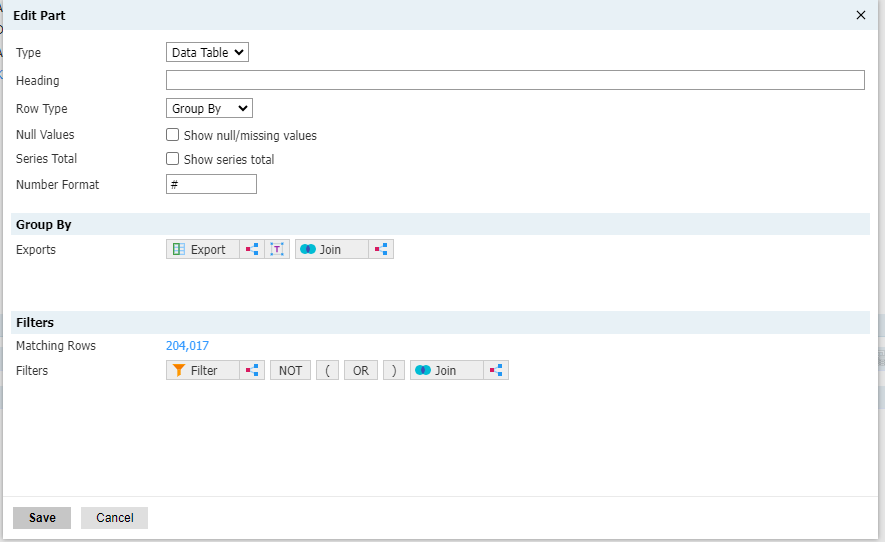 Edit Part
Type Data Table
Heading
Row Type Group By
Null Values Show null/missing values
Series Total Show series total
Number Format #
Group By
Exports Export T Join
Filters
Matching Rows 204,017
Filters Filter NOT ( OR ) Join
Save Cancel